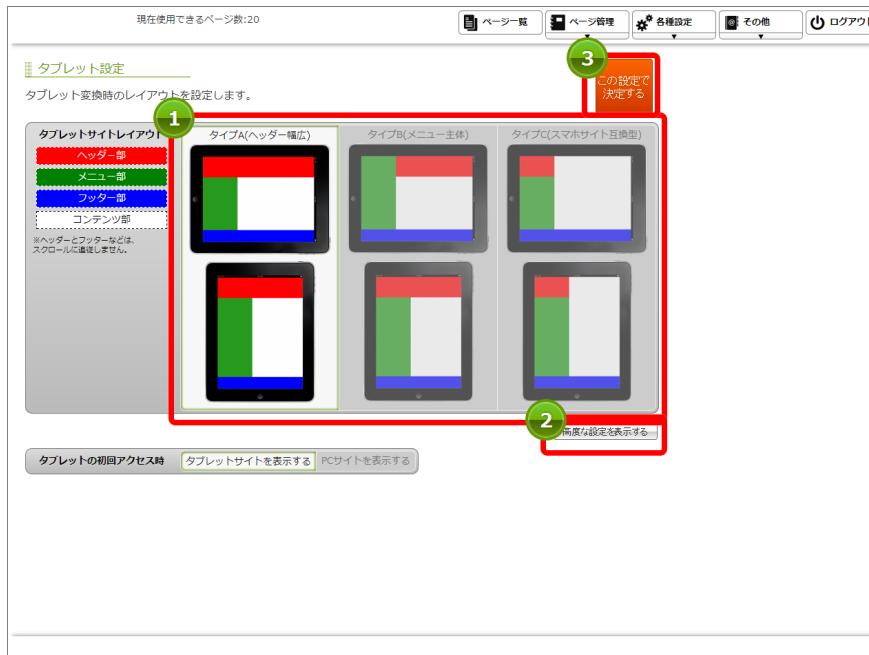 現在使用できるページ数:20
ページ一覧
ページ管理
各種設定
その他
ログアウト
タブレット設定
タブレット変換時のレイアウトを設定します。
3
この設定で
決定する
1
タブレットサイトレイアウト
ヘッダー部
メニュー部
フッター部
コンテンツ部
※ヘッダーとフッターなどは、
スクロールに追従しません。
タイプA(ヘッダー幅広)
タイプB(メニュー主体)
タイプC(スマホサイト互換型)
2
高度な設定を表示する
タブレットの初回アクセス時
タブレットサイトを表示する
PCサイトを表示する